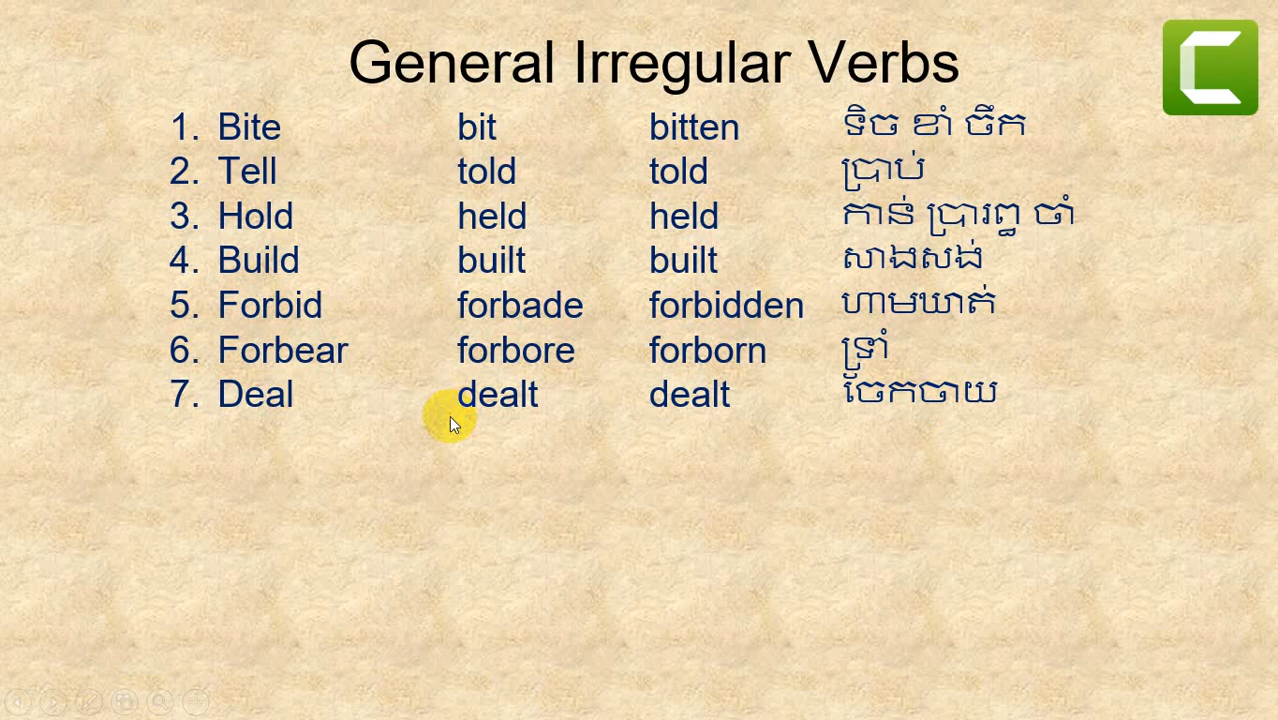 General Irregular Verbs
1. Bite bit bitten ទិច ខាំ ចឹក
2. Tell told told ប្រាប់
3. Hold held held កាន់ ប្រារព្ធ ចាំ
4. Build built built សាងសង់
5. Forbid forbade forbidden ហាមឃាត់
6. Forbear forbore forborn ទ្រាំ
7. Deal dealt dealt ចែកចាយ